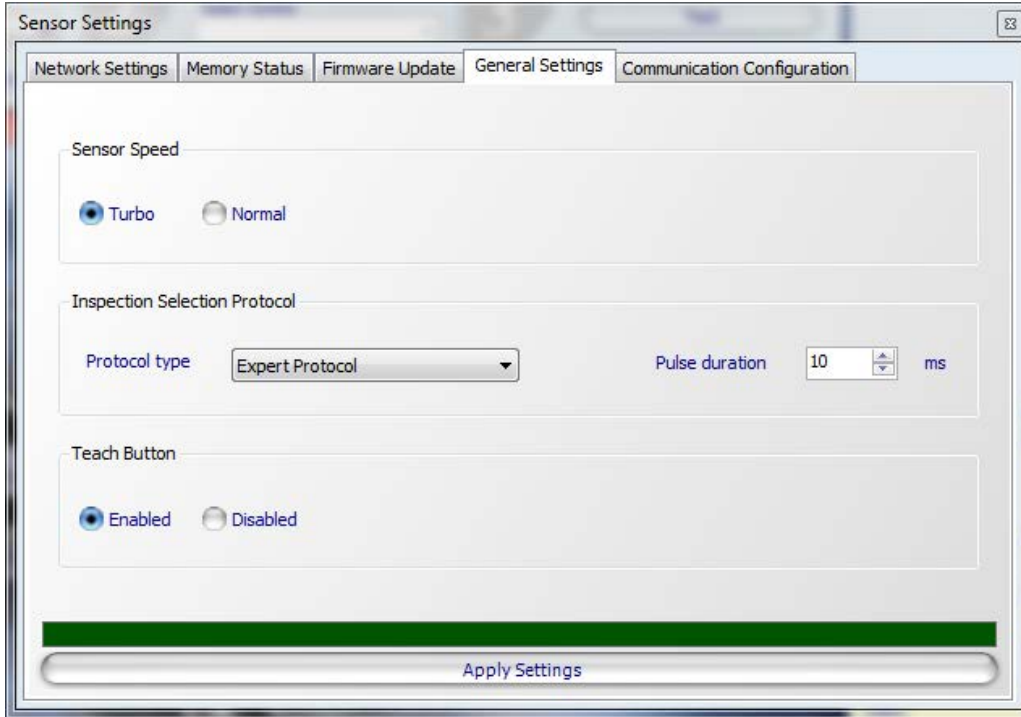 Sensor Settings
Network Settings Memory Status Firmware Update General Settings Communication Configuration
Sensor Speed
Turbo Normal
Inspection Selection Protocol
Protocol type Expert Protocol Pulse duration 10 ms
Teach Button
Enabled Disabled
Apply Settings